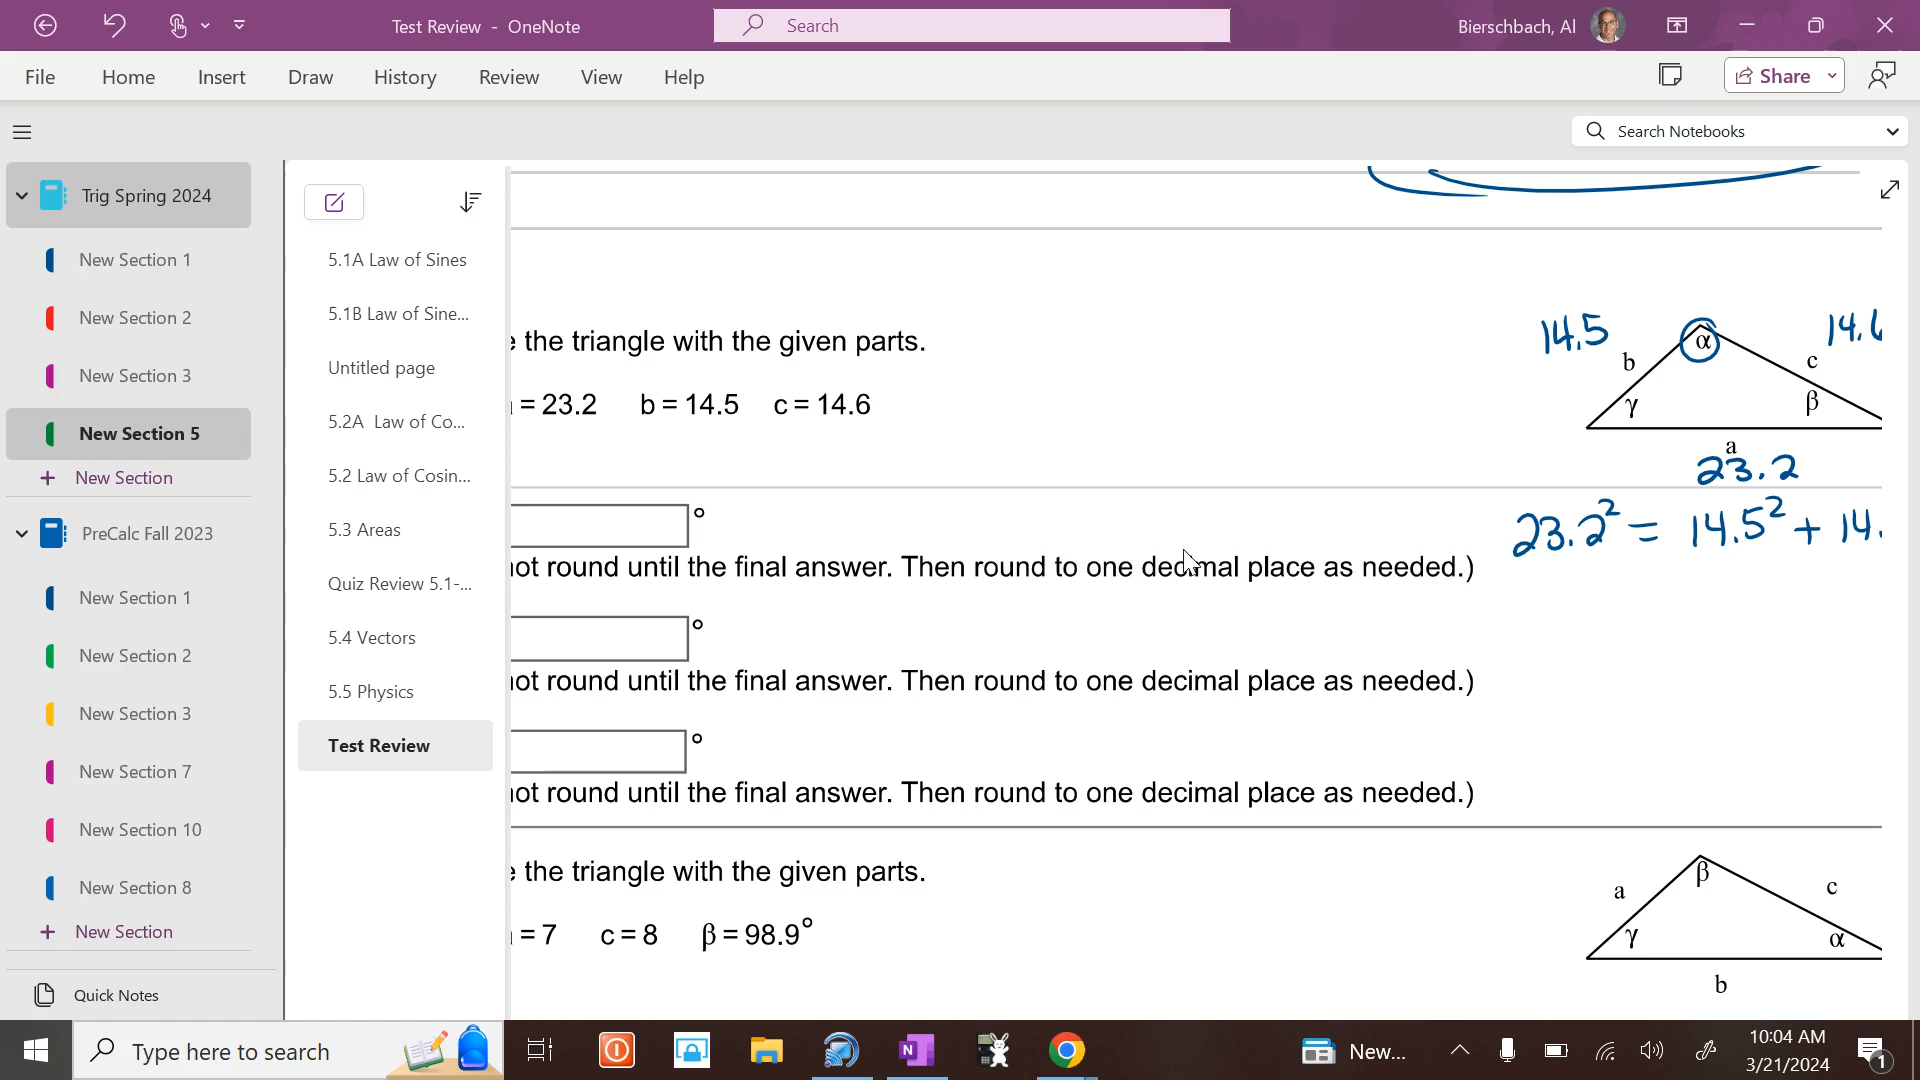 Test Review - OneNote
Search
Bierschbach, Al
File Home Insert Draw History Review View Help
Share
Search Notebooks
Trig Spring 2024
New Section 1
New Section 2
New Section 3
New Section 5
New Section
PreCalc Fall 2023
New Section 1
New Section 2
New Section 3
New Section 7
New Section 10
New Section 8
New Section
Quick Notes
5.1A Law of Sines
5.1B Law of Sine...
Untitled page
5.2A Law of Co...
5.2 Law of Cosin...
5.3 Areas
Quiz Review 5.1-...
5.4 Vectors
5.5 Physics
Test Review
the triangle with the given parts.
= 23.2 b = 14.5 c = 14.6
14.5 α 14.6
b c
γ β
a
23.2
23.2² = 14.5² + 14.
°
not round until the final answer. Then round to one decimal place as needed.)
°
not round until the final answer. Then round to one decimal place as needed.)
°
not round until the final answer. Then round to one decimal place as needed.)
the triangle with the given parts.
= 7 c = 8 β = 98.9°
β
a c
γ α
b
Type here to search
New...
10:04 AM
3/21/2024
1